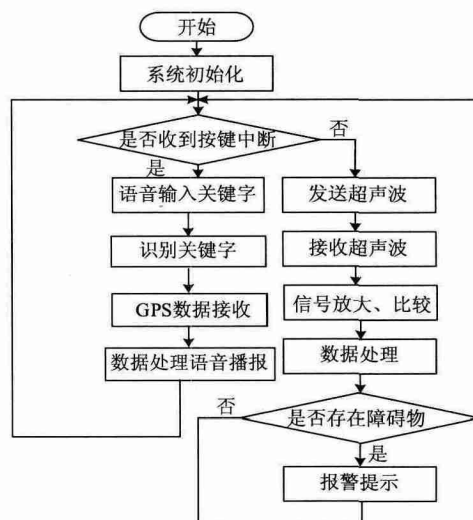 开始
系统初始化
是否收到按键中断
否
是
语音输入关键字
发送超声波
识别关键字
接收超声波
GPS数据接收
信号放大、比较
数据处理语音播报
数据处理
否
是否存在障碍物
是
报警提示